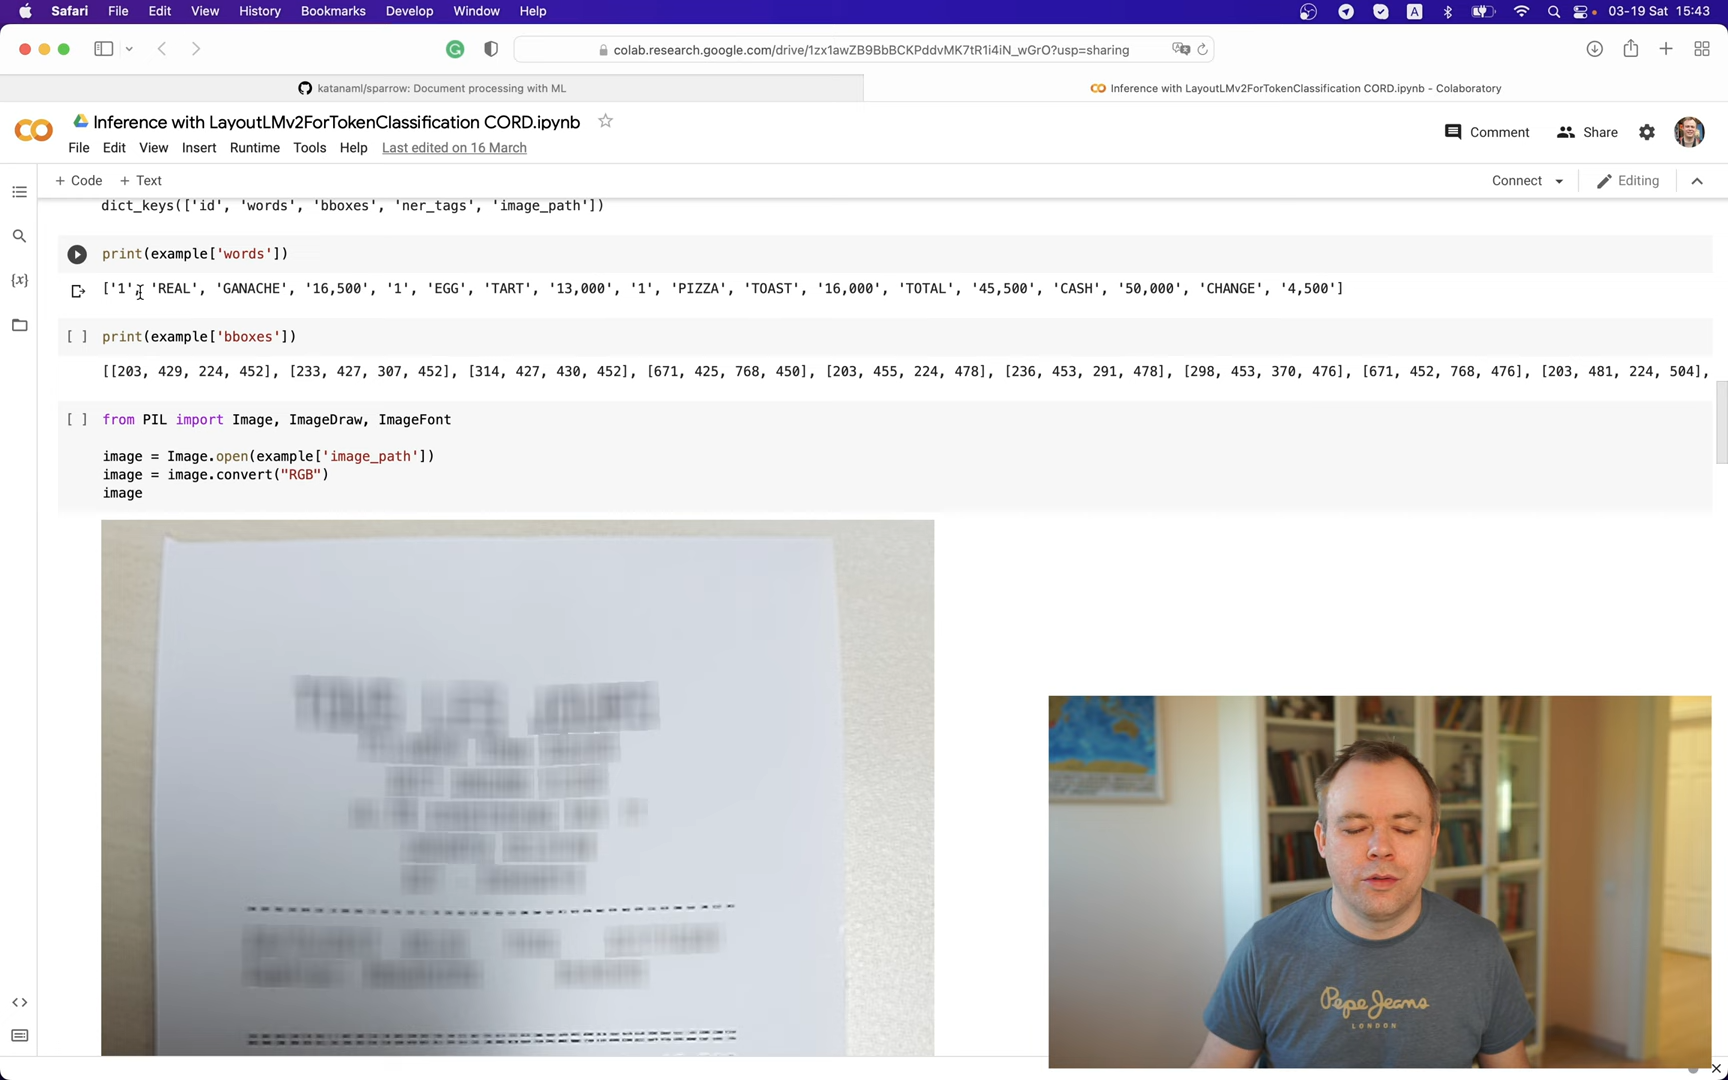 Safari File Edit View History Bookmarks Develop Window Help
A
03-19 Sat 15:43
colab.research.google.com/drive/1zx1awZB9BbBCKPddvMK7tR1i4iN_wGrO?usp=sharing
katanaml/sparrow: Document processing with ML
Inference with LayoutLMv2ForTokenClassification CORD.ipynb - Colaboratory
Inference with LayoutLMv2ForTokenClassification CORD.ipynb
File Edit View Insert Runtime Tools Help Last edited on 16 March
Comment Share
+ Code + Text
Connect Editing
dict_keys(['id', 'words', 'bboxes', 'ner_tags', 'image_path'])
print(example['words'])
['1', 'REAL', 'GANACHE', '16,500', '1', 'EGG', 'TART', '13,000', '1', 'PIZZA', 'TOAST', '16,000', 'TOTAL', '45,500', 'CASH', '50,000', 'CHANGE', '4,500']
[ ] print(example['bboxes'])
[[203, 429, 224, 452], [233, 427, 307, 452], [314, 427, 430, 452], [671, 425, 768, 450], [203, 455, 224, 478], [236, 453, 291, 478], [298, 453, 370, 476], [671, 452, 768, 476], [203, 481, 224, 504],
[ ] from PIL import Image, ImageDraw, ImageFont
image = Image.open(example['image_path'])
image = image.convert("RGB")
image
Pepe Jeans
LONDON